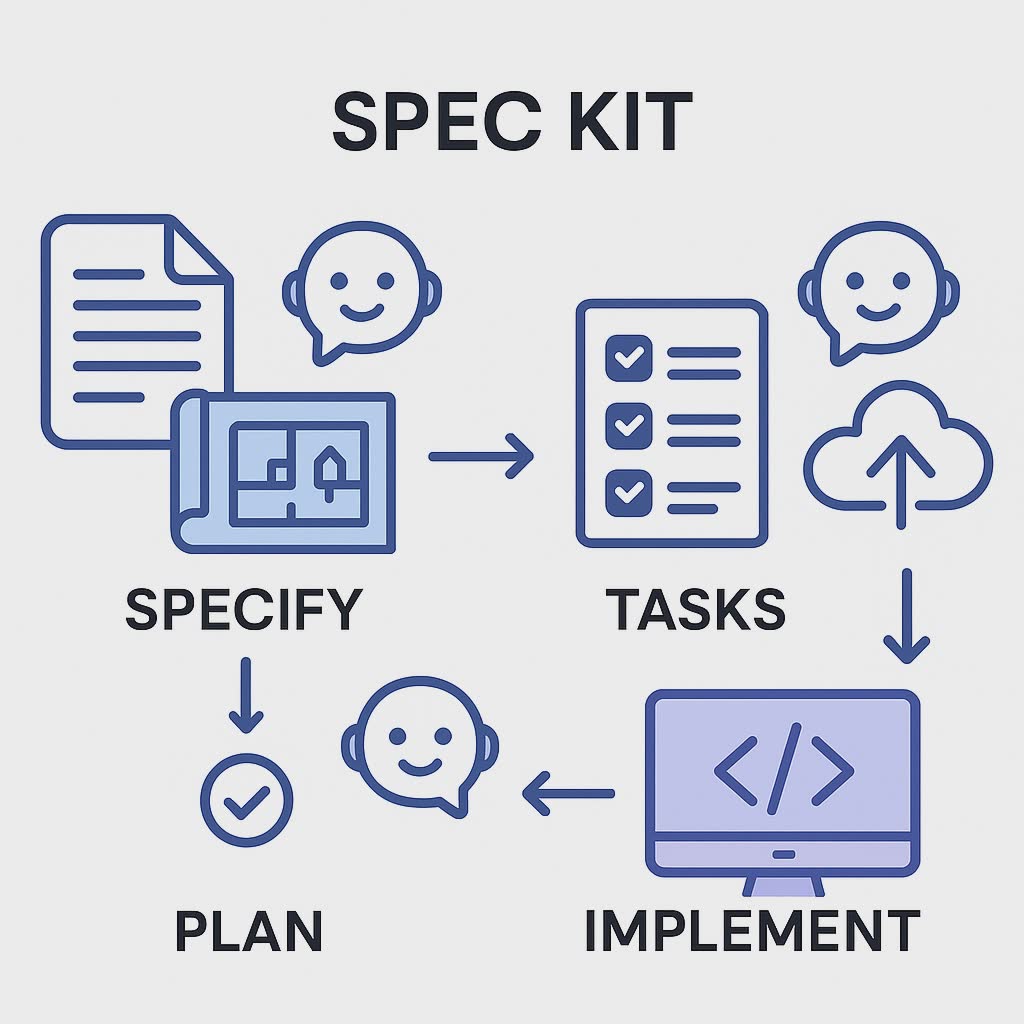 SPEC KIT
SPECIFY
TASKS
</>
PLAN
IMPLEMENT